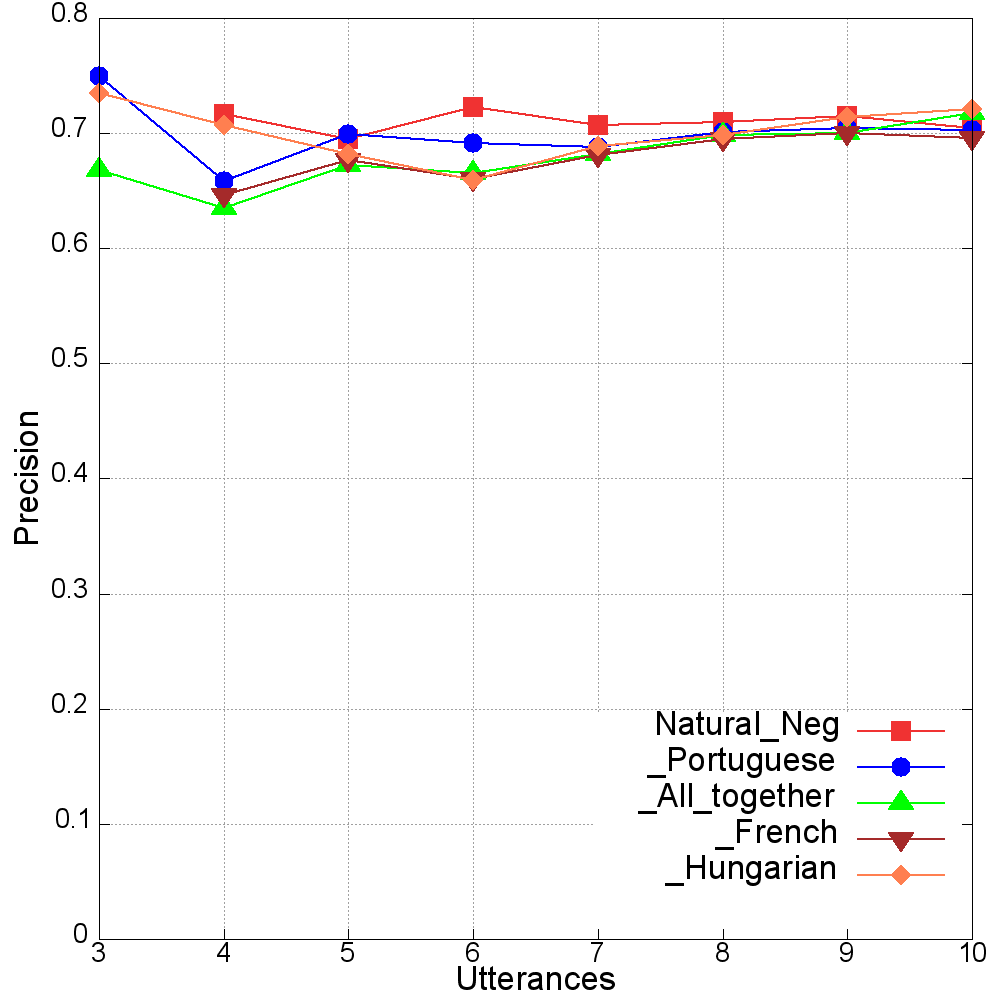 0.8
0.7
0.6
0.5
0.4
0.3
0.2
0.1
0
Precision
Natural_Neg
_Portuguese
_All_together
_French
_Hungarian
3 4 5 6 7 8 9 10
Utterances